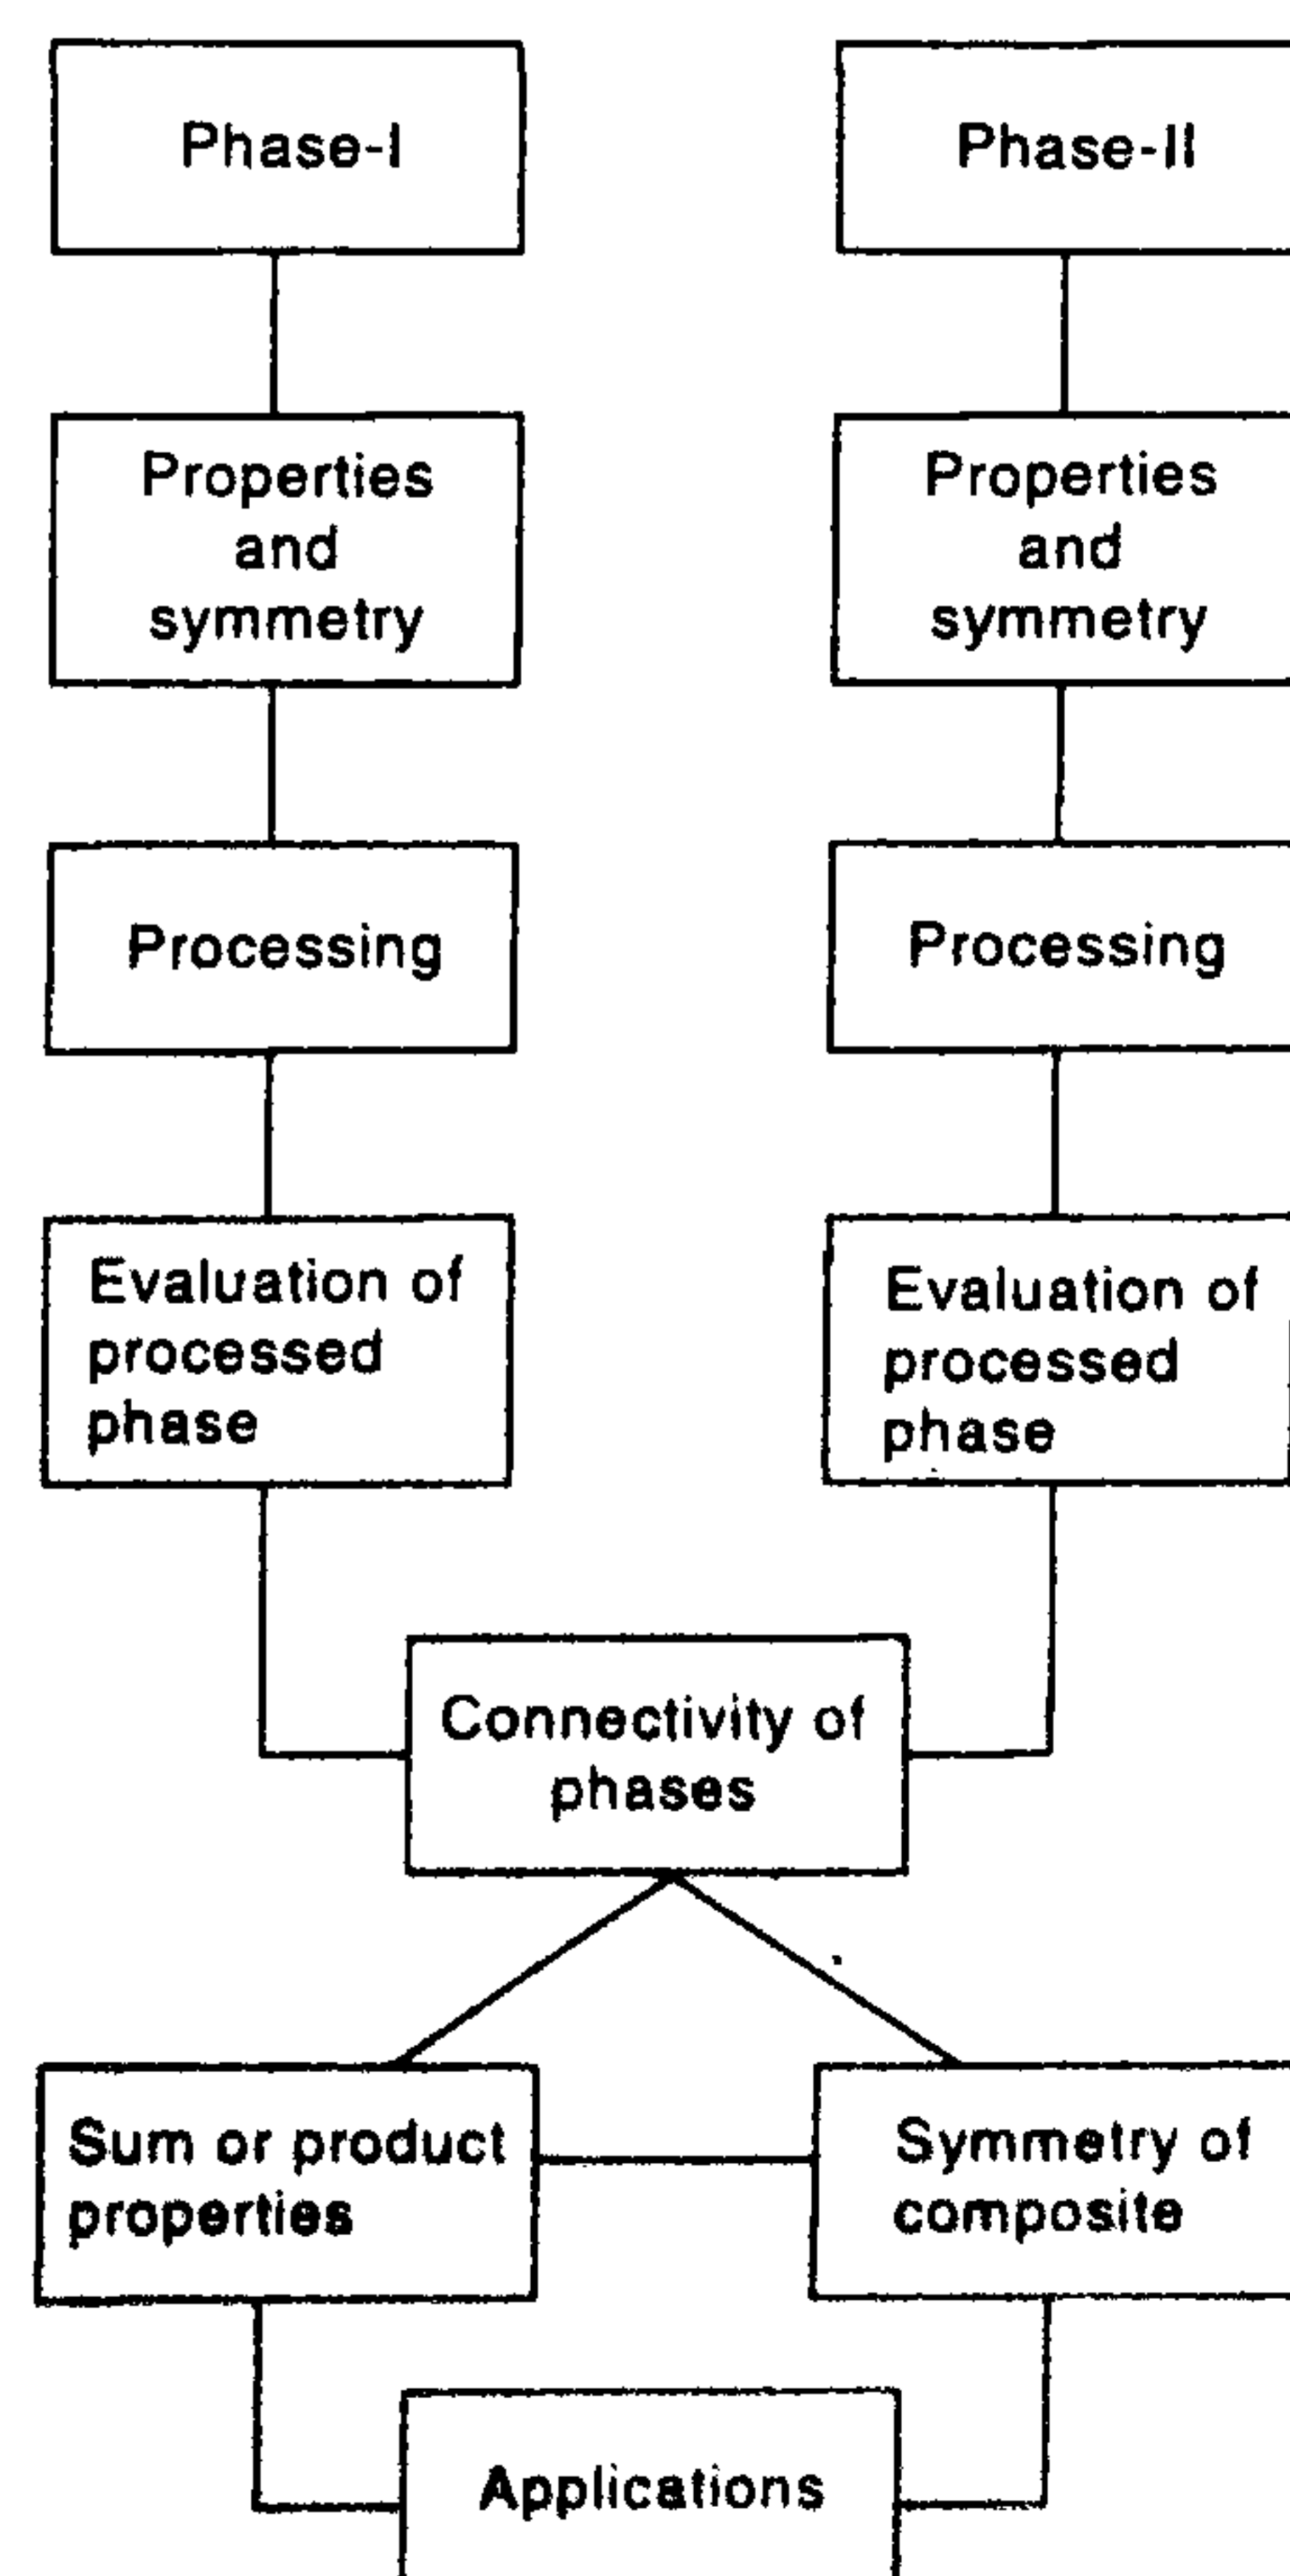 Phase-I
Phase-II
Properties
and
symmetry
Properties
and
symmetry
Processing
Processing
Evaluation of
processed
phase
Evaluation of
processed
phase
Connectivity of
phases
Sum or product
properties
Symmetry of
composite
Applications